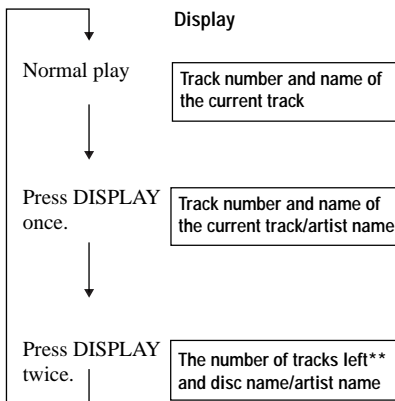 Display
Normal play
Track number and name of
the current track
Press DISPLAY
once.
Track number and name of
the current track/artist name
Press DISPLAY
twice.
The number of tracks left**
and disc name/artist name